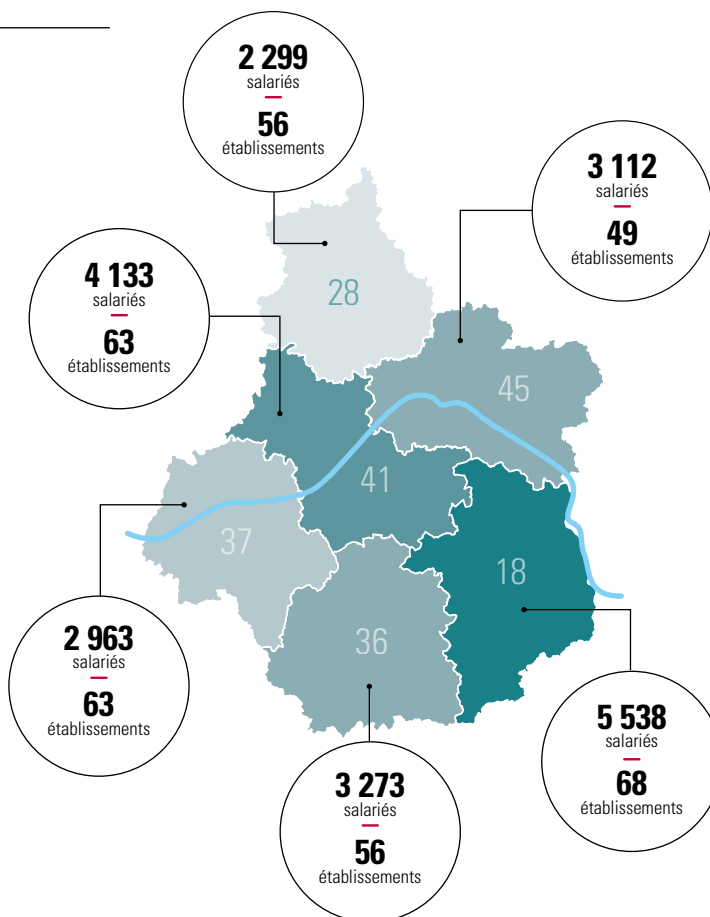 2 299
salariés
56
établissements
3 112
salariés
49
établissements
4 133
salariés
63
établissements
28
45
41
37
18
36
2 963
salariés
63
établissements
5 538
salariés
68
établissements
3 273
salariés
56
établissements